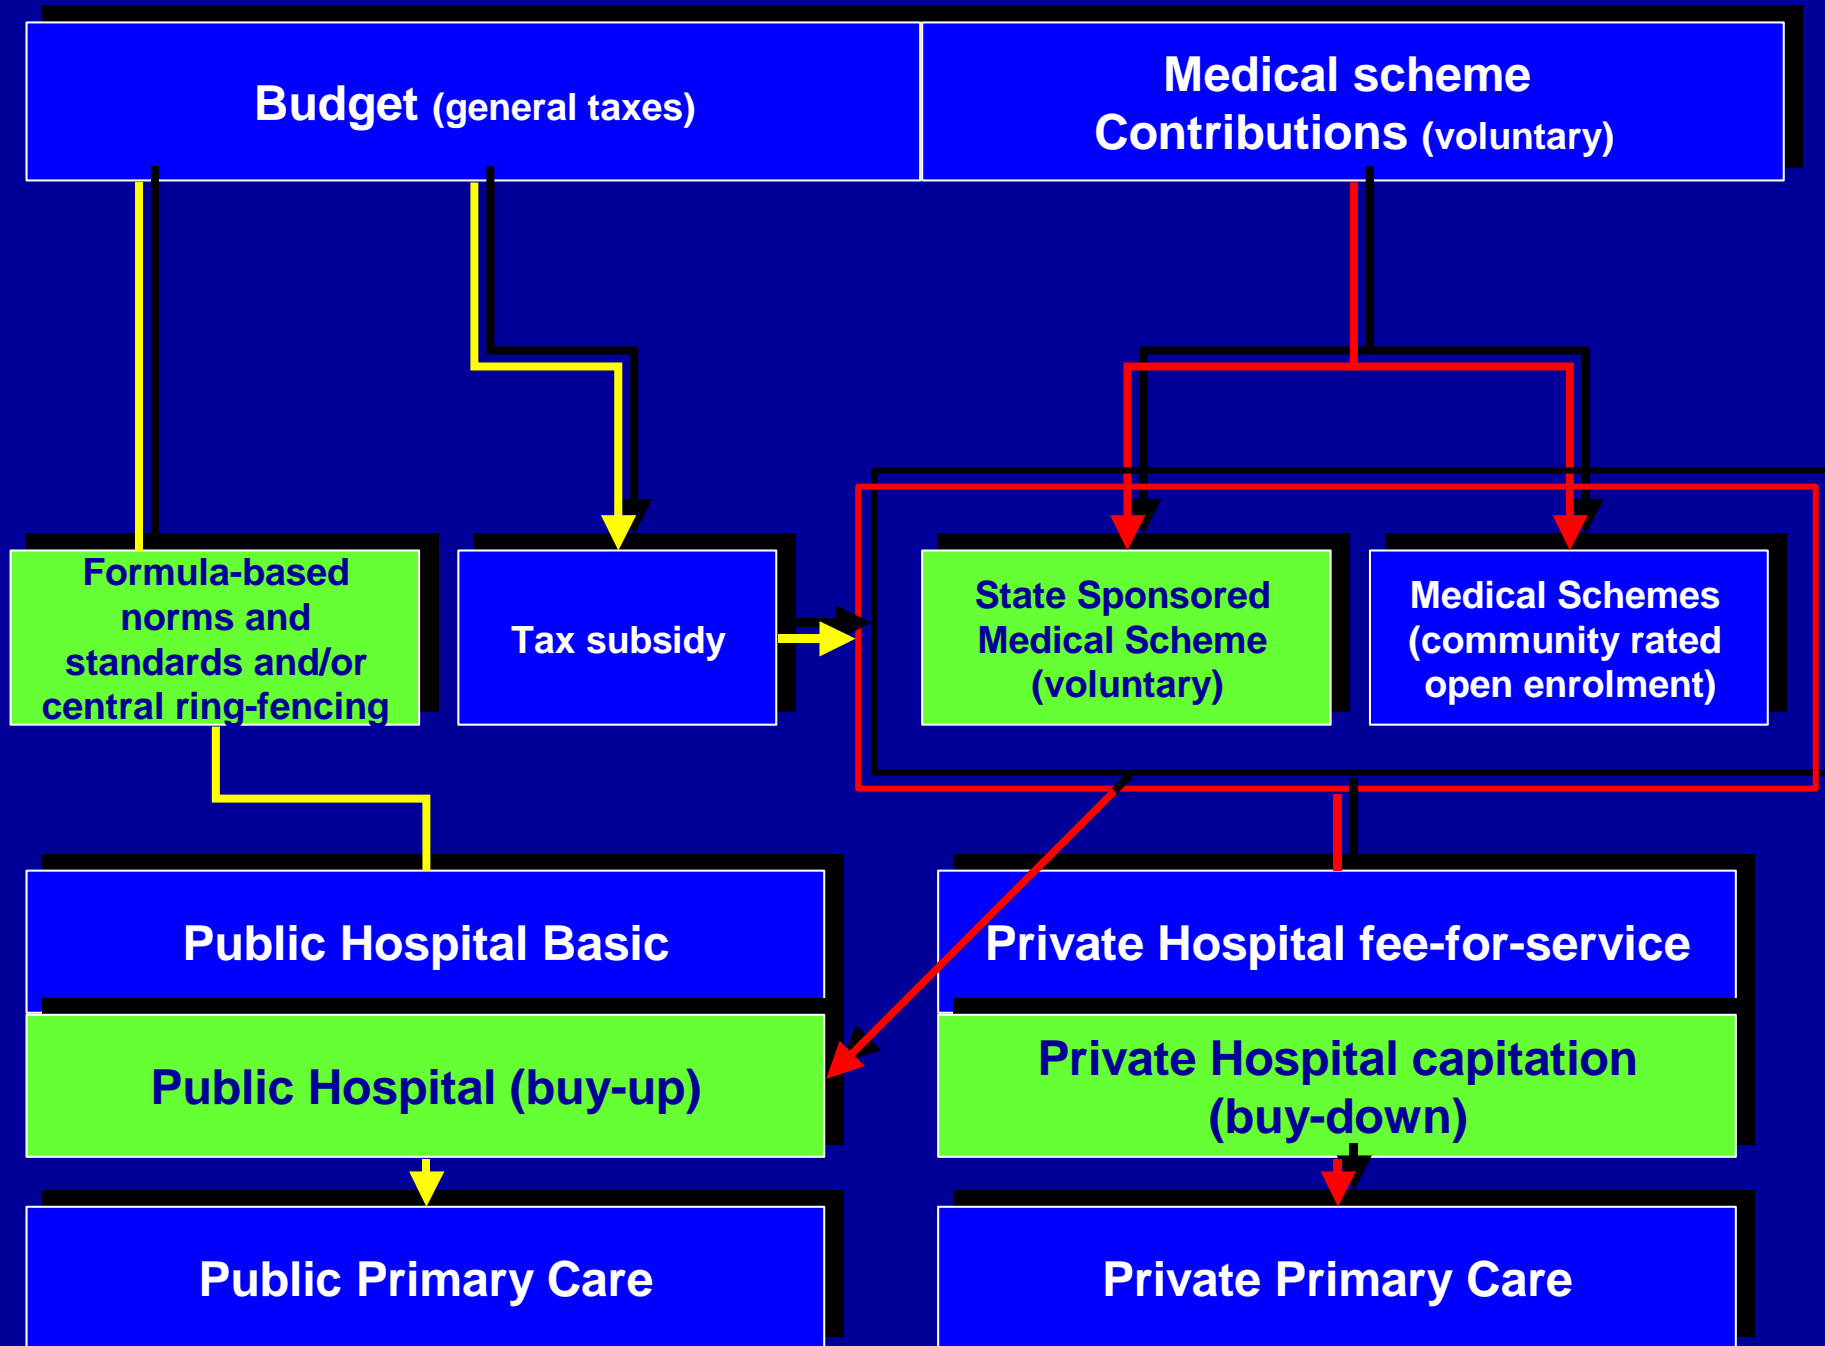 Budget (general taxes)
Medical scheme
Contributions (voluntary)
Formula-based
norms and
standards and/or
central ring-fencing
Tax subsidy
State Sponsored
Medical Scheme
(voluntary)
Medical Schemes
(community rated
open enrolment)
Public Hospital Basic
Private Hospital fee-for-service
Public Hospital (buy-up)
Private Hospital capitation
(buy-down)
Public Primary Care
Private Primary Care